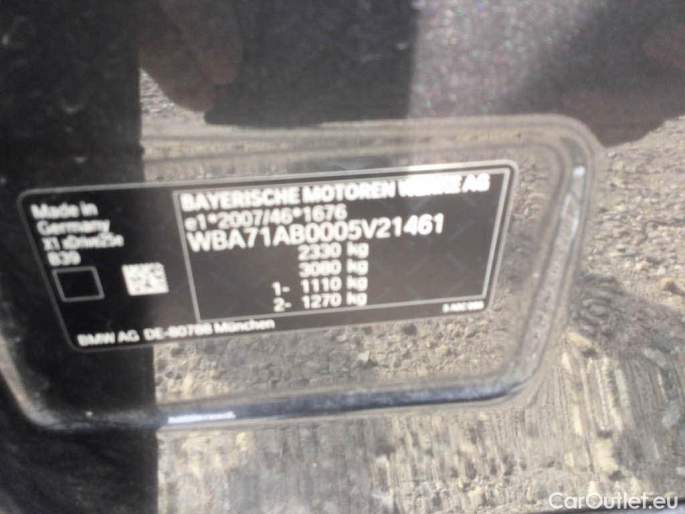 Made in
Germany
X1 xDrive25e
B39
BAYERISCHE MOTOREN WERKE AG
e1*2007/46*1676
WBA71AB0005V21461
2330 kg
3080 kg
1- 1110 kg
2- 1270 kg
BMW AG DE-80788 München
CarOutlet.eu